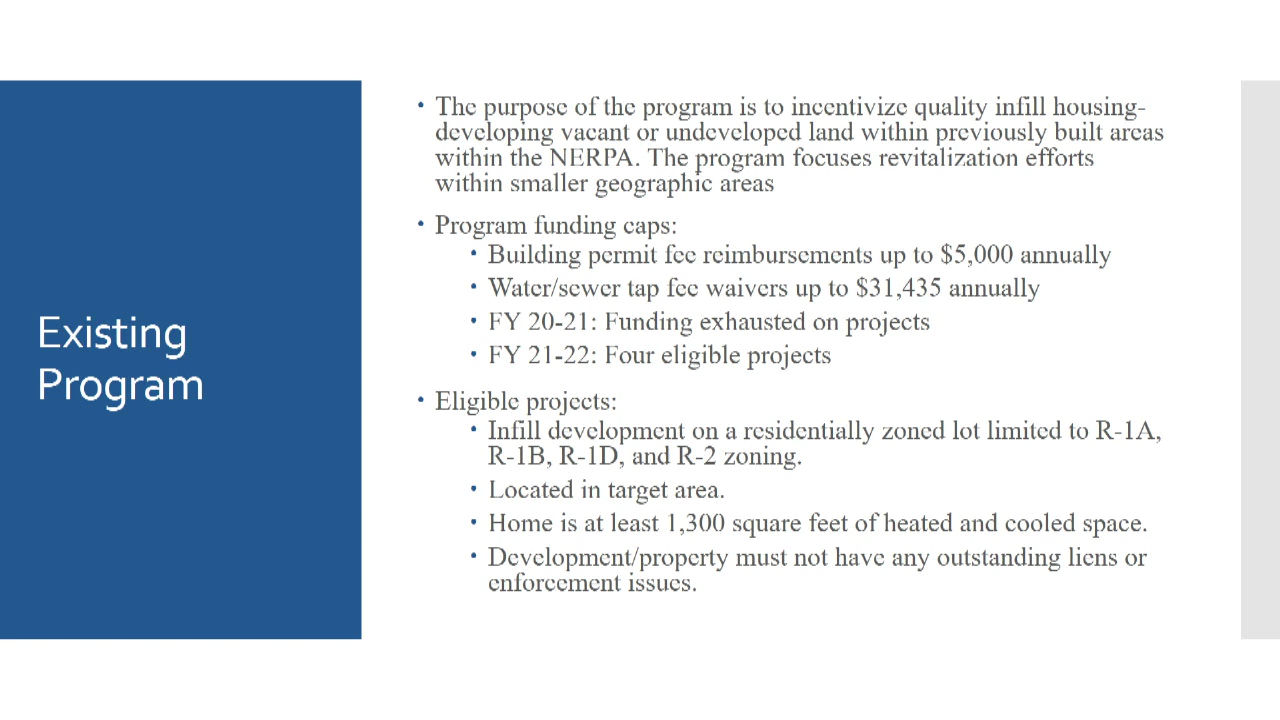 Existing
Program
• The purpose of the program is to incentivize quality infill housing-
developing vacant or undeveloped land within previously built areas
within the NERPA. The program focuses revitalization efforts
within smaller geographic areas
• Program funding caps:
• Building permit fee reimbursements up to $5,000 annually
• Water/sewer tap fee waivers up to $31,435 annually
• FY 20-21: Funding exhausted on projects
• FY 21-22: Four eligible projects
• Eligible projects:
• Infill development on a residentially zoned lot limited to R-1A,
R-1B, R-1D, and R-2 zoning.
• Located in target area.
• Home is at least 1,300 square feet of heated and cooled space.
• Development/property must not have any outstanding liens or
enforcement issues.